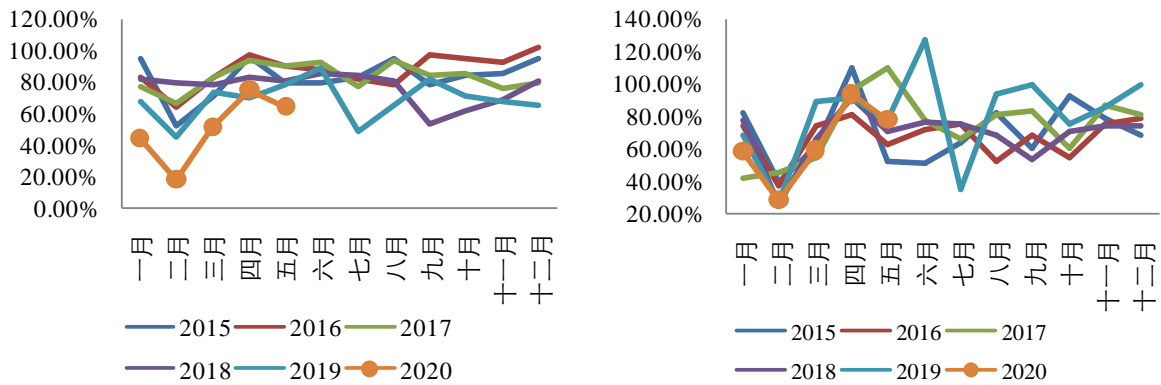 120.00%
100.00%
80.00%
60.00%
40.00%
20.00%
0.00%
一月
二月
三月
四月
五月
六月
七月
八月
九月
十月
十一月
十二月
2015 2016 2017
2018 2019 2020
140.00%
120.00%
100.00%
80.00%
60.00%
40.00%
20.00%
一月
二月
三月
四月
五月
六月
七月
八月
九月
十月
十一月
十二月
2015 2016 2017
2018 2019 2020